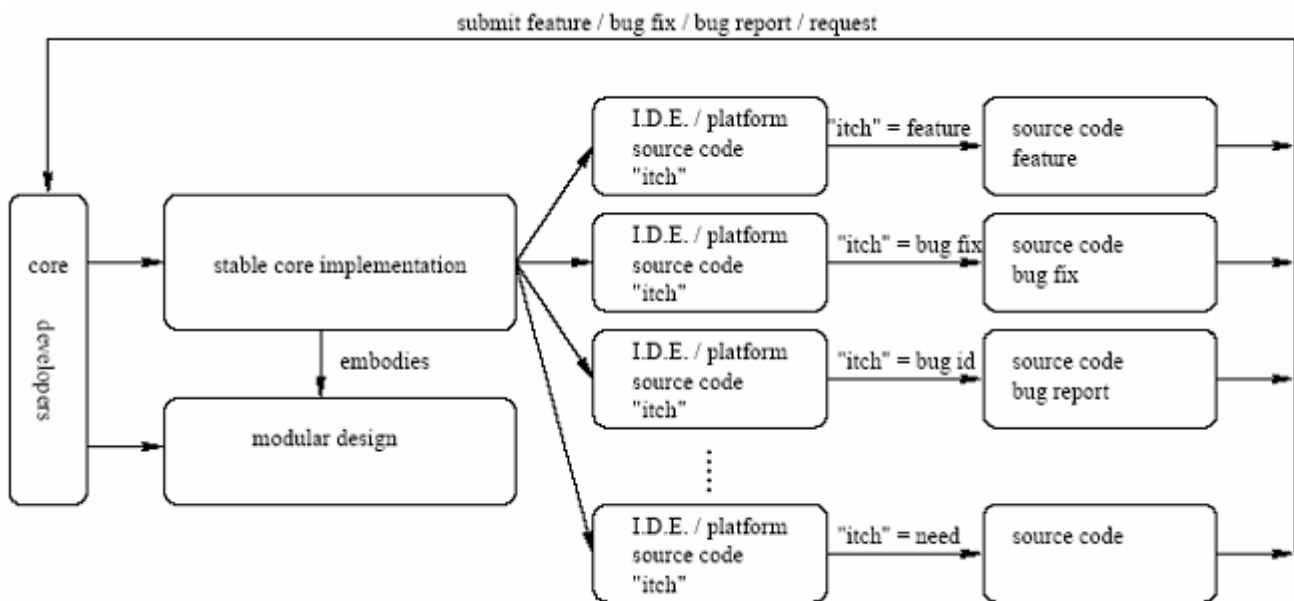 submit feature / bug fix / bug report / request
core
developers
stable core implementation
embodies
modular design
I.D.E. / platform
source code
"itch"
"itch" = feature
source code
feature
I.D.E. / platform
source code
"itch"
"itch" = bug fix
source code
bug fix
I.D.E. / platform
source code
"itch"
"itch" = bug id
source code
bug report
I.D.E. / platform
source code
"itch"
"itch" = need
source code